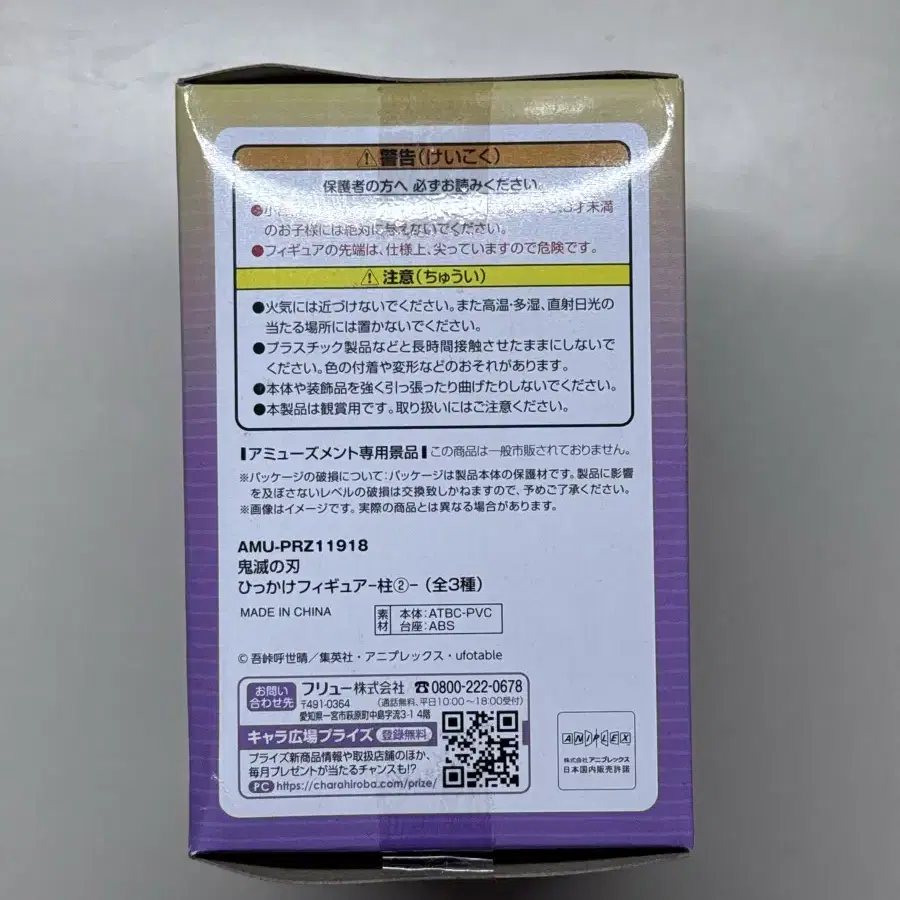 ⚠警告(けいこく)
保護者の方へ 必ずお読みください。
●小 3才未満
のお子様には絶対に与えないでください。
●フィギュアの先端は、仕様上、尖っていますので危険です。
⚠注意(ちゅうい)
●火気には近づけないでください。また高温・多湿、直射日光の
当たる場所には置かないでください。
●プラスチック製品などと長時間接触させたままにしないで
ください。色の付着や変形などのおそれがあります。
●本体や装飾品を強く引っ張ったり曲げたりしないでください。
●本製品は観賞用です。取り扱いにはご注意ください。
アミューズメント専用景品 この商品は一般市販されておりません。
※パッケージの破損について:パッケージは製品本体の保護材です。製品に影響
を及ぼさないレベルの破損は交換致しかねますので、予めご了承ください。
※画像はイメージです。実際の商品とは異なる場合があります。
AMU-PRZ11918
鬼滅の刃
ひっかけフィギュア-柱②-(全3種)
MADE IN CHINA
素材 本体:ATBC-PVC
台座:ABS
© 吾峠呼世晴/集英社・アニプレックス・ufotable
お問い合わせ先 フリュー株式会社 ☎0800-222-0678
〒491-0364 (通話無料、平日10:00~18:00受付)
愛知県一宮市萩原町中島字流3-1 4階
キャラ広場プライズ 登録無料
プライズ新商品情報や取扱店舗のほか、
毎月プレゼントが当たるチャンスも!?
PC https://charahiroba.com/prize/
ANIPLEX
株式会社アニプレックス
日本国内販売許諾